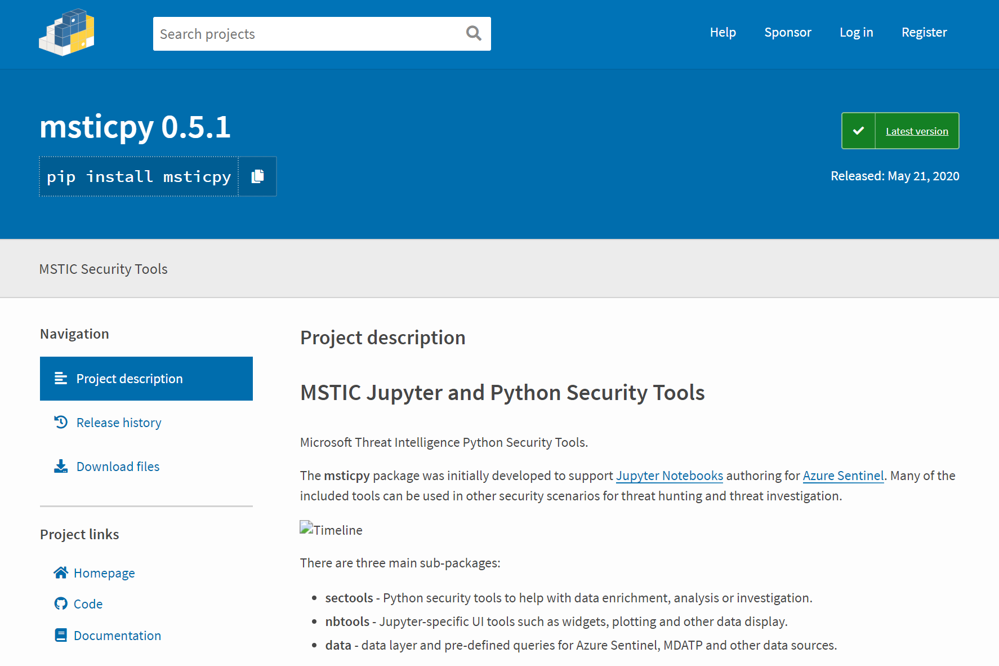 Search projects
Help
Sponsor
Log in
Register
msticpy 0.5.1
pip install msticpy
Latest version
Released: May 21, 2020
MSTIC Security Tools
Navigation
Project description
Release history
Download files
Project links
Homepage
Code
Documentation
Project description
MSTIC Jupyter and Python Security Tools
Microsoft Threat Intelligence Python Security Tools.
The msticpy package was initially developed to support Jupyter Notebooks authoring for Azure Sentinel. Many of the
included tools can be used in other security scenarios for threat hunting and threat investigation.
Timeline
There are three main sub-packages:
• sectools - Python security tools to help with data enrichment, analysis or investigation.
• nbtools - Jupyter-specific UI tools such as widgets, plotting and other data display.
• data - data layer and pre-defined queries for Azure Sentinel, MDATP and other data sources.